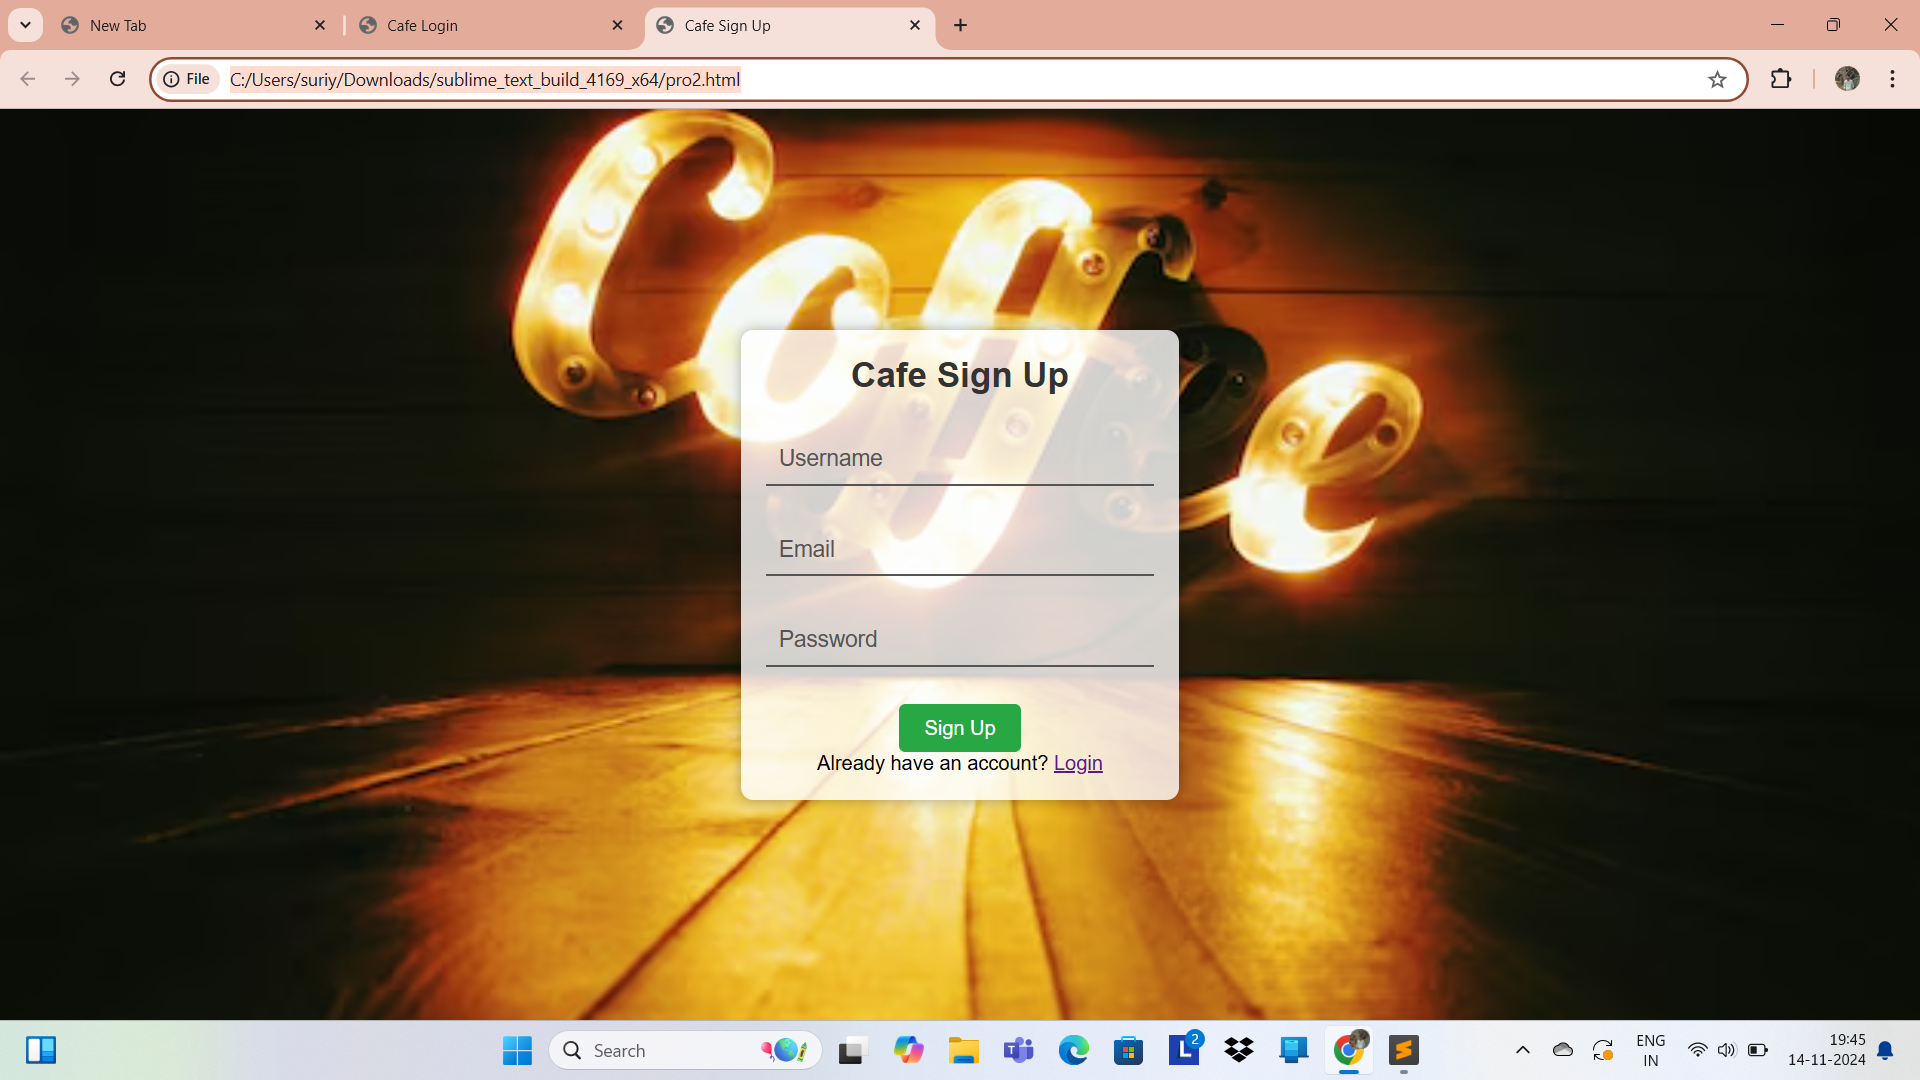 New Tab
Cafe Login
Cafe Sign Up
File
C:/Users/suriy/Downloads/sublime_text_build_4169_x64/pro2.html
Coffee
Cafe Sign Up
Username
Email
Password
Sign Up
Already have an account? Login
Search
L
2
ENG
IN
19:45
14-11-2024